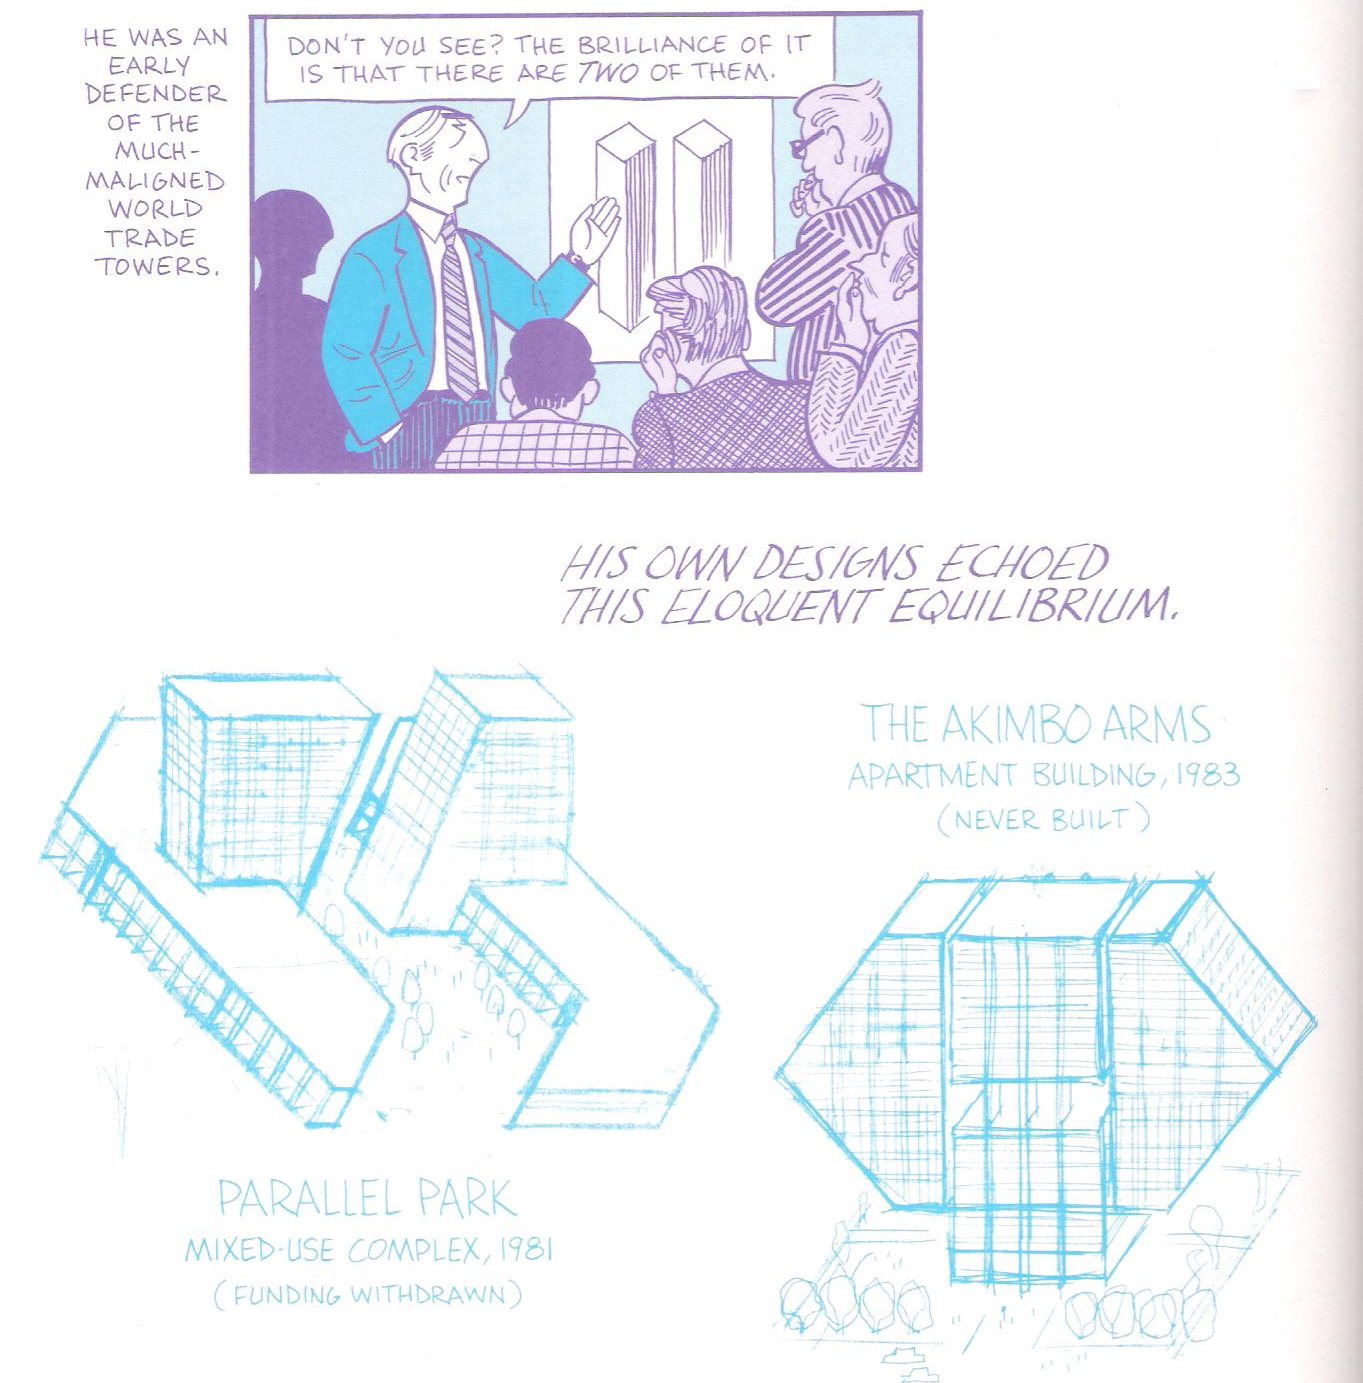 HE WAS AN
EARLY
DEFENDER
OF THE
MUCH-
MALIGNED
WORLD
TRADE
TOWERS.
DON'T YOU SEE? THE BRILLIANCE OF IT
IS THAT THERE ARE TWO OF THEM.
HIS OWN DESIGNS ECHOED
THIS ELOQUENT EQUILIBRIUM.
THE AKIMBO ARMS
APARTMENT BUILDING, 1983
(NEVER BUILT)
PARALLEL PARK
MIXED-USE COMPLEX, 1981
(FUNDING WITHDRAWN)